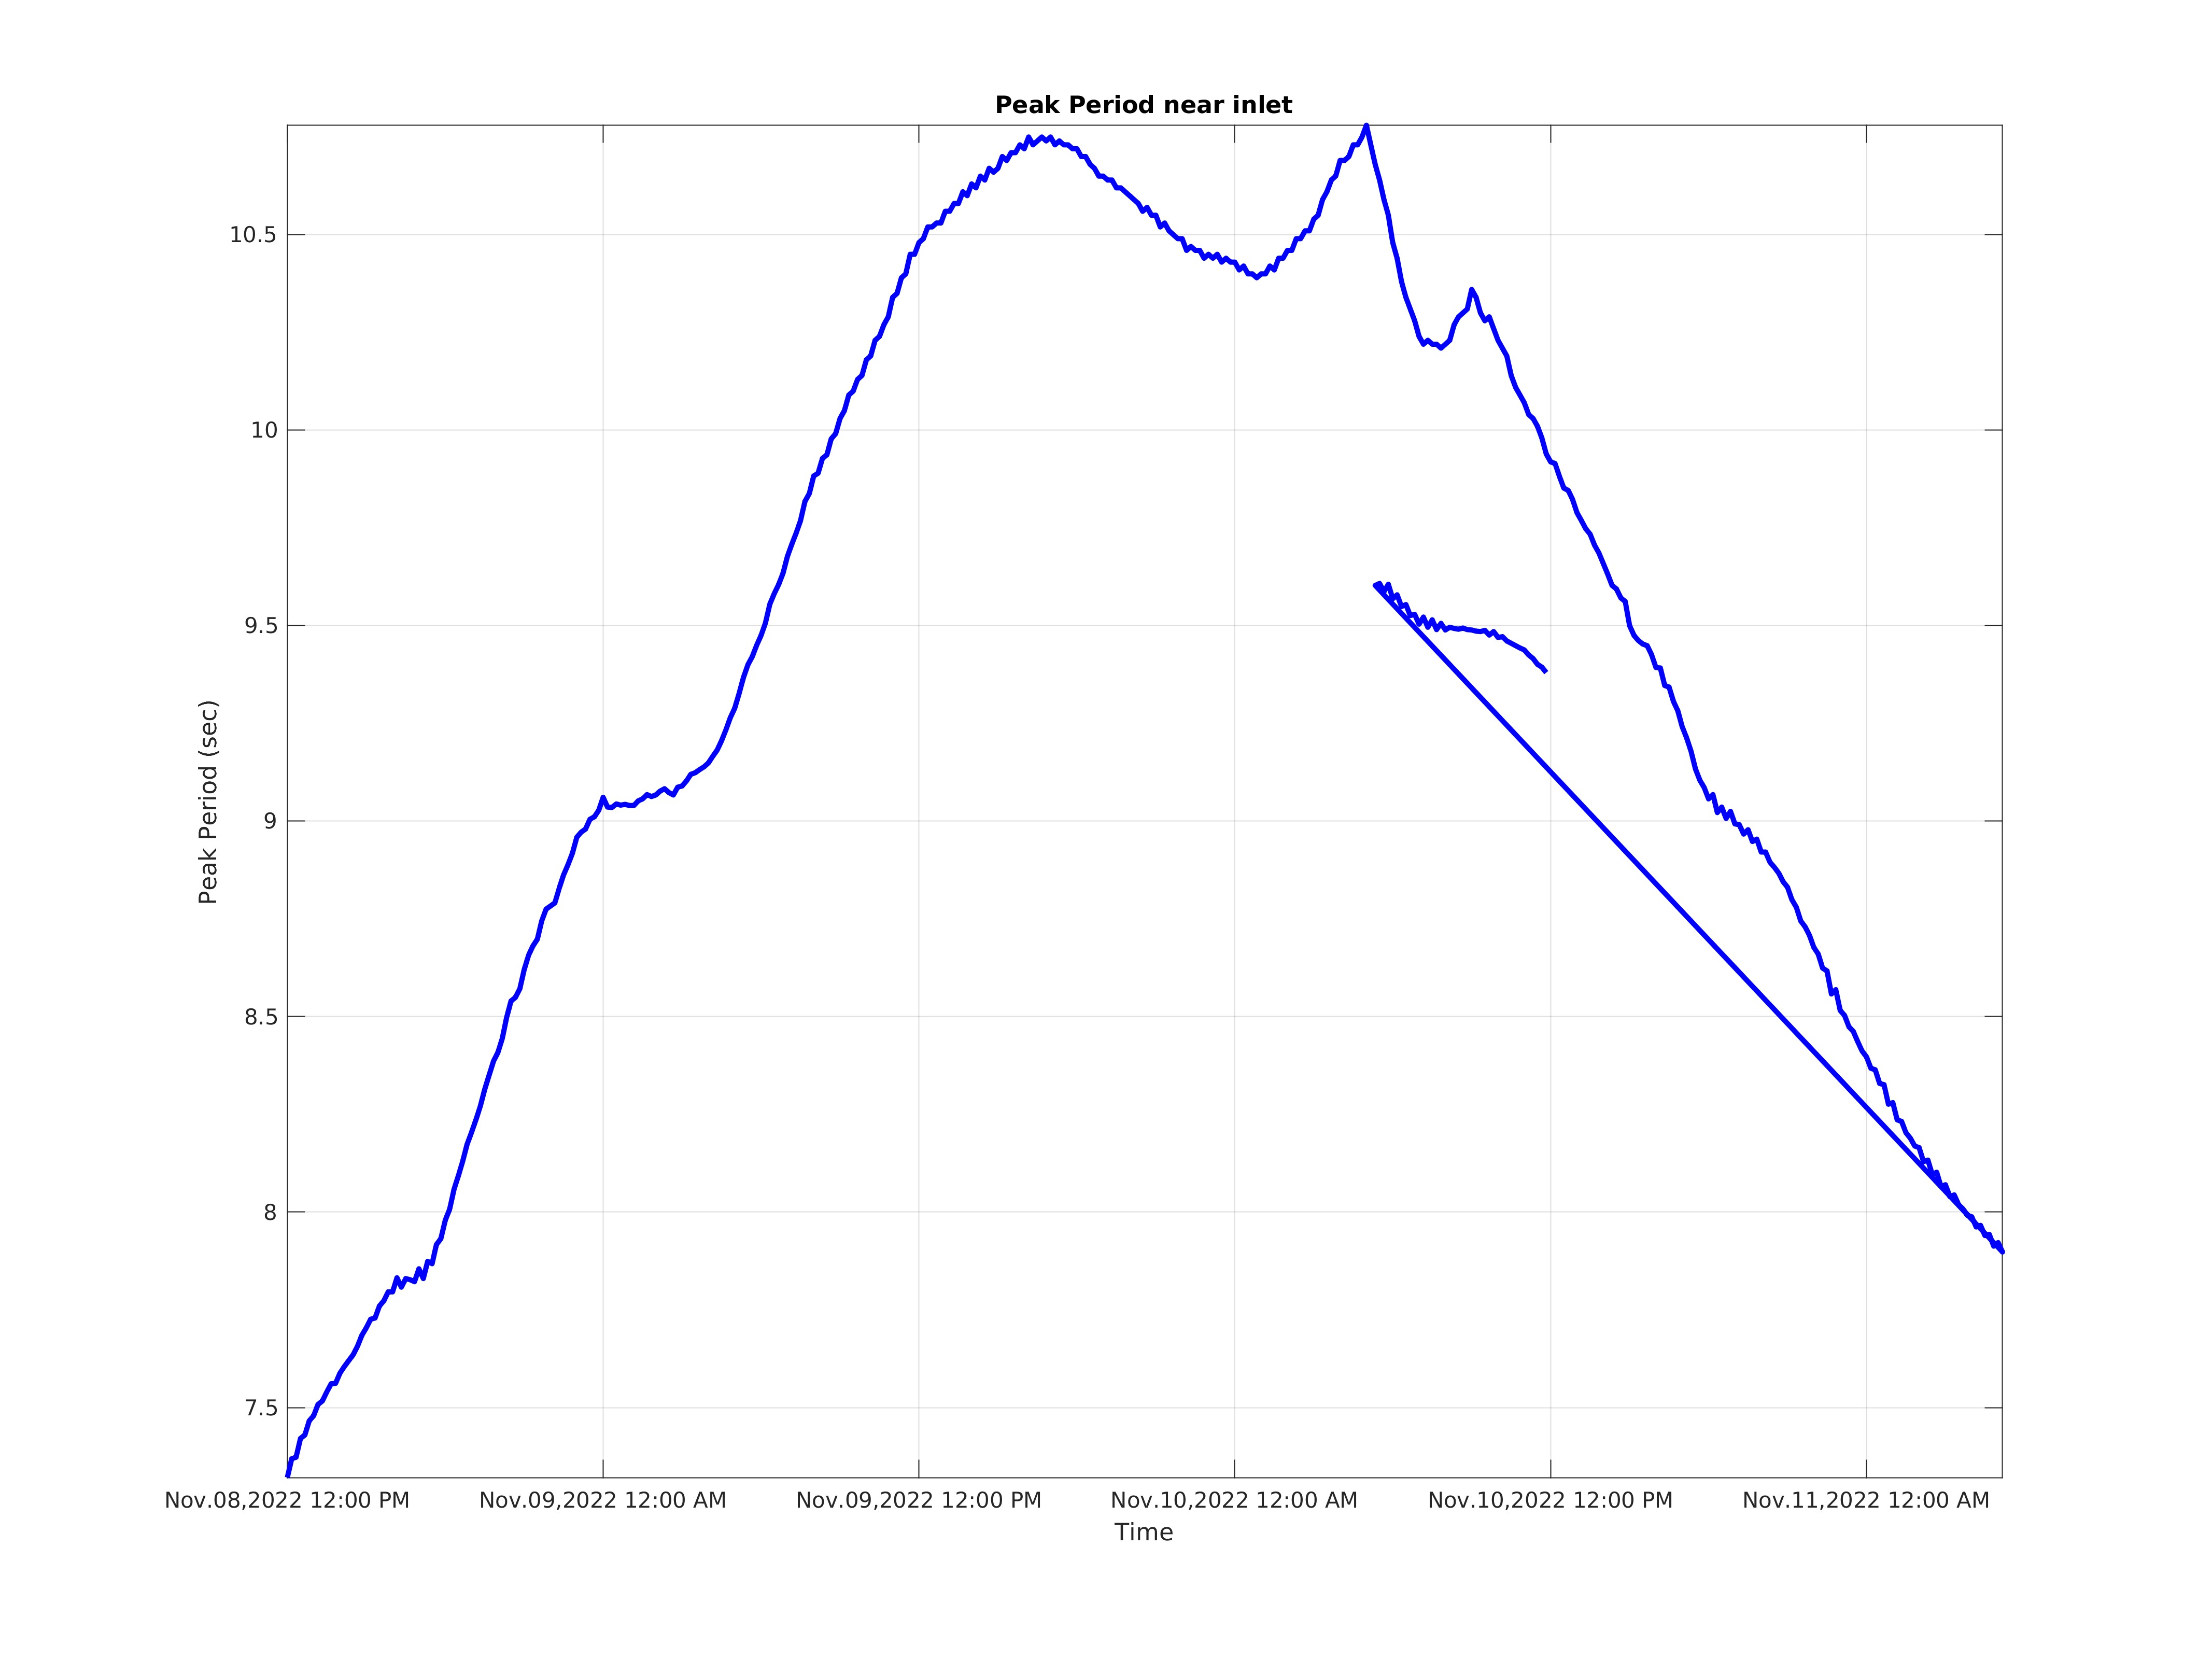 Peak Period near inlet
10.5
10
9.5
9
8.5
8
7.5
Peak Period (sec)
Nov.08,2022 12:00 PM
Nov.09,2022 12:00 AM
Nov.09,2022 12:00 PM
Nov.10,2022 12:00 AM
Nov.10,2022 12:00 PM
Nov.11,2022 12:00 AM
Time